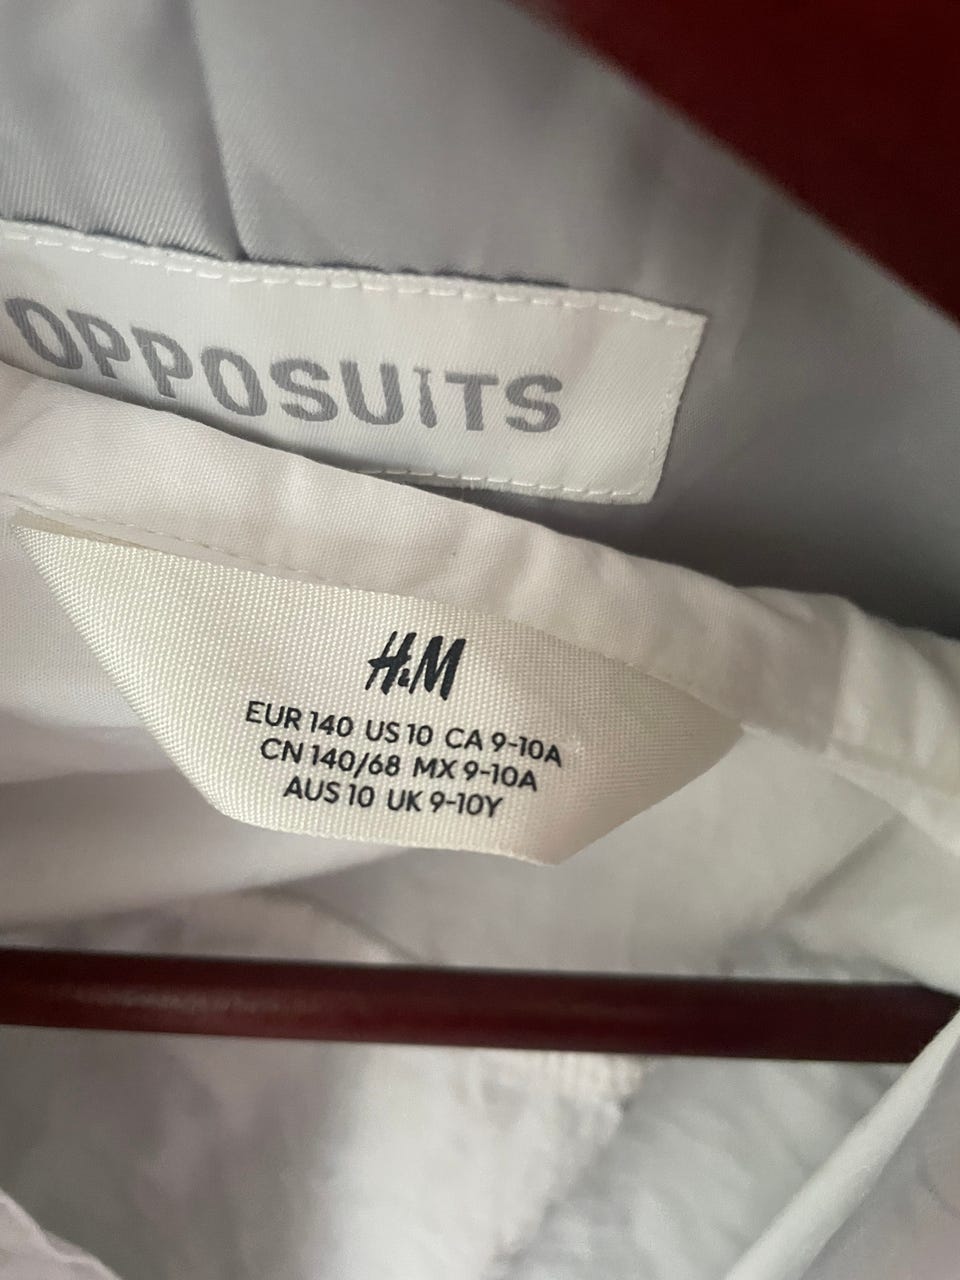 OPPOSUITS
H&M
EUR 140 US 10 CA 9-10A
CN 140/68 MX 9-10A
AUS 10 UK 9-10Y